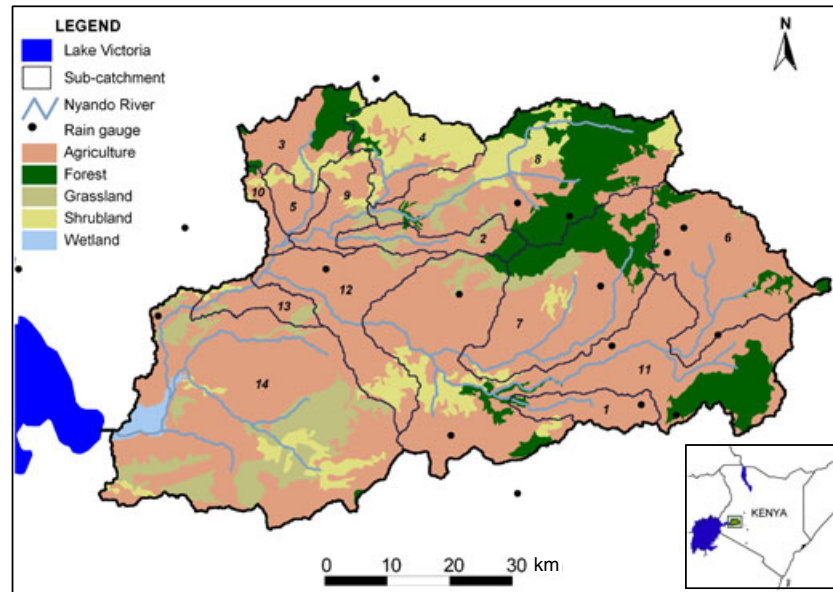 LEGEND
Lake Victoria
Sub-catchment
Nyando River
Rain gauge
Agriculture
Forest
Grassland
Shrubland
Wetland
N
3
4
8
10
5
9
2
6
12
13
7
14
11
1
0 10 20 30 km
KENYA